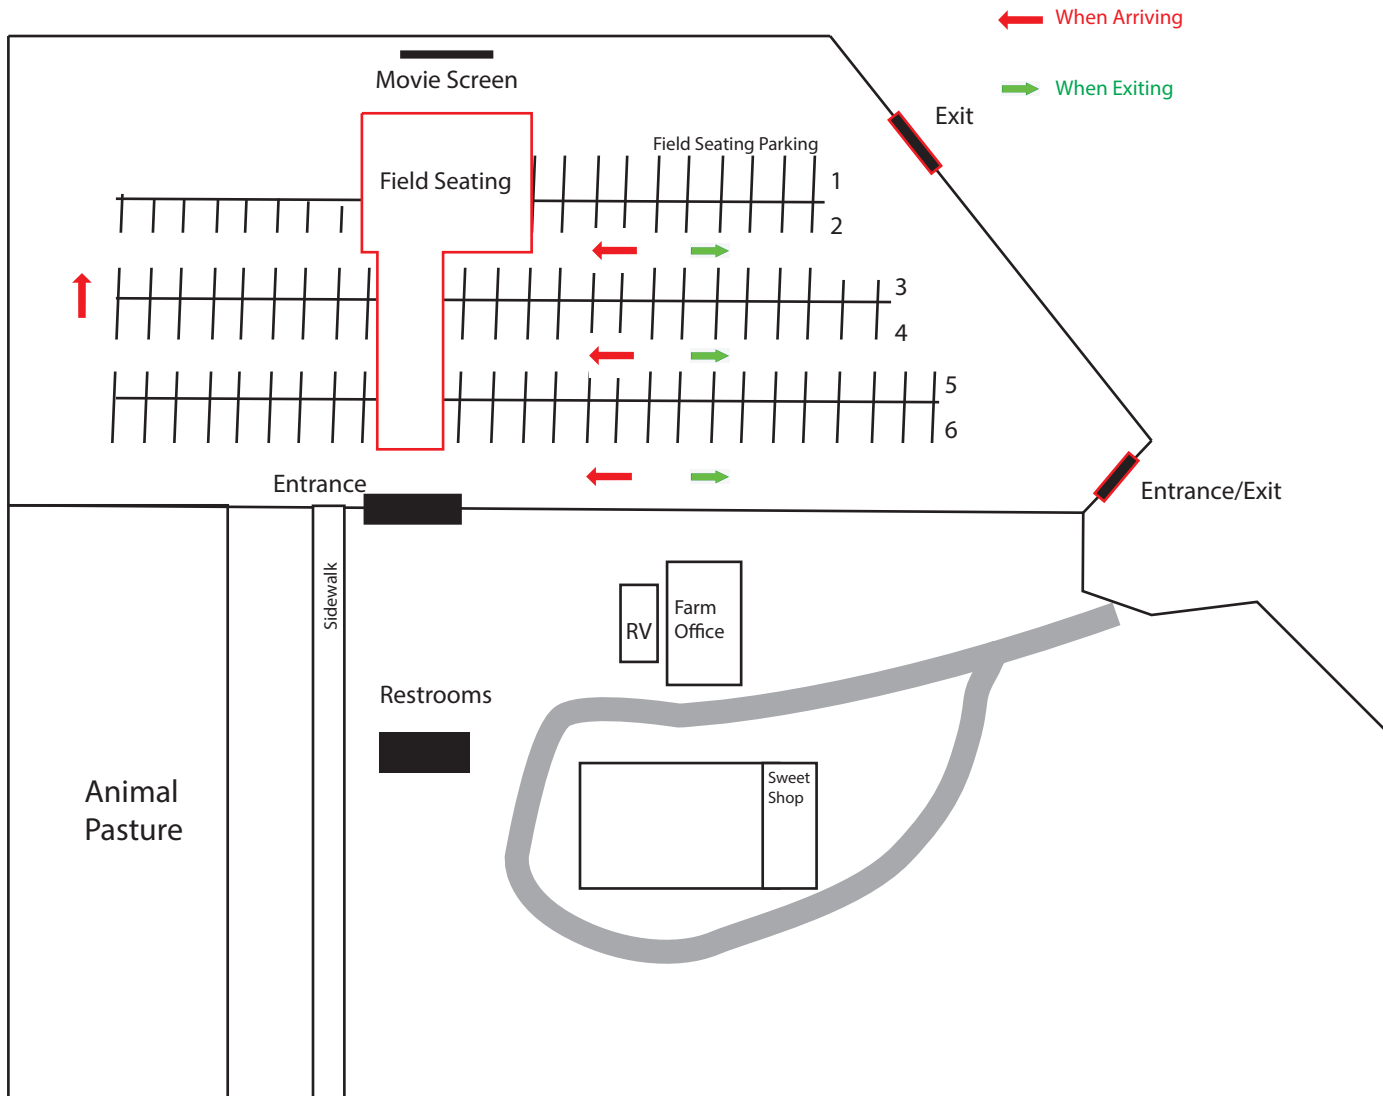 When Arriving
When Exiting
Movie Screen
Exit
Field Seating Parking
Field Seating
1
2
3
4
5
6
Entrance
Entrance/Exit
Sidewalk
RV
Farm
Office
Restrooms
Sweet
Shop
Animal
Pasture